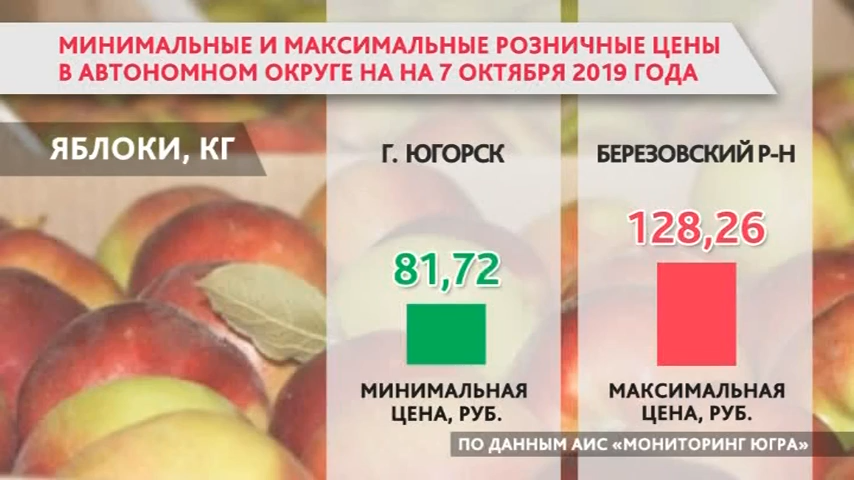 МИНИМАЛЬНЫЕ И МАКСИМАЛЬНЫЕ РОЗНИЧНЫЕ ЦЕНЫ
В АВТОНОМНОМ ОКРУГЕ НА НА 7 ОКТЯБРЯ 2019 ГОДА
ЯБЛОКИ, КГ
Г. ЮГОРСК
БЕРЕЗОВСКИЙ Р-Н
81,72
128,26
МИНИМАЛЬНАЯ
ЦЕНА, РУБ.
МАКСИМАЛЬНАЯ
ЦЕНА, РУБ.
ПО ДАННЫМ АИС «МОНИТОРИНГ ЮГРА»